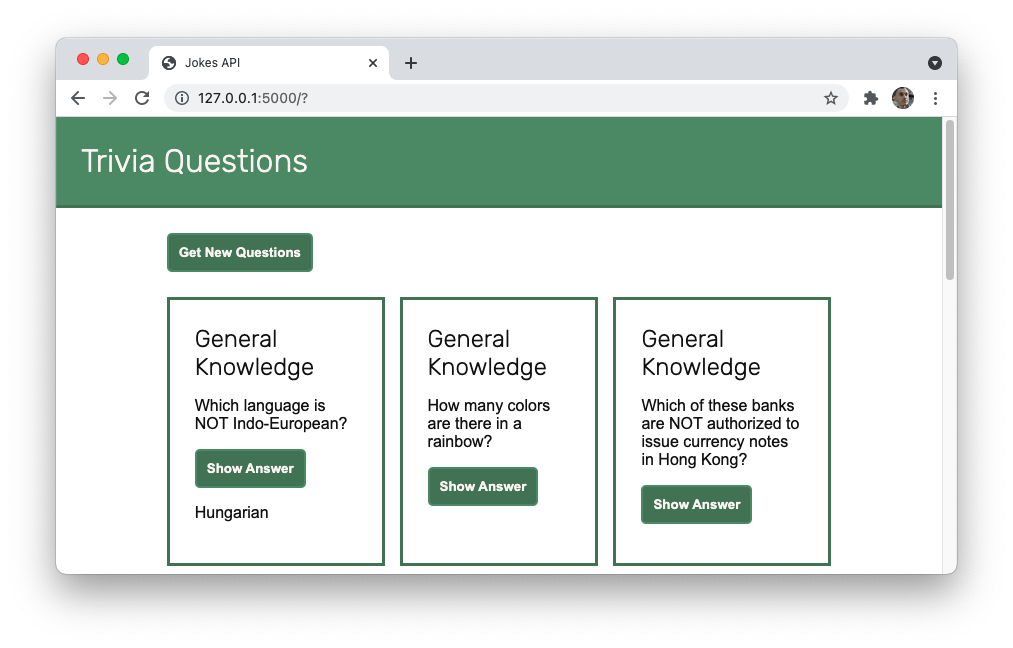 Jokes API
127.0.0.1:5000/?
Trivia Questions
Get New Questions
General
Knowledge
Which language is
NOT Indo-European?
Show Answer
Hungarian
General
Knowledge
How many colors
are there in a
rainbow?
Show Answer
General
Knowledge
Which of these banks
are NOT authorized to
issue currency notes
in Hong Kong?
Show Answer